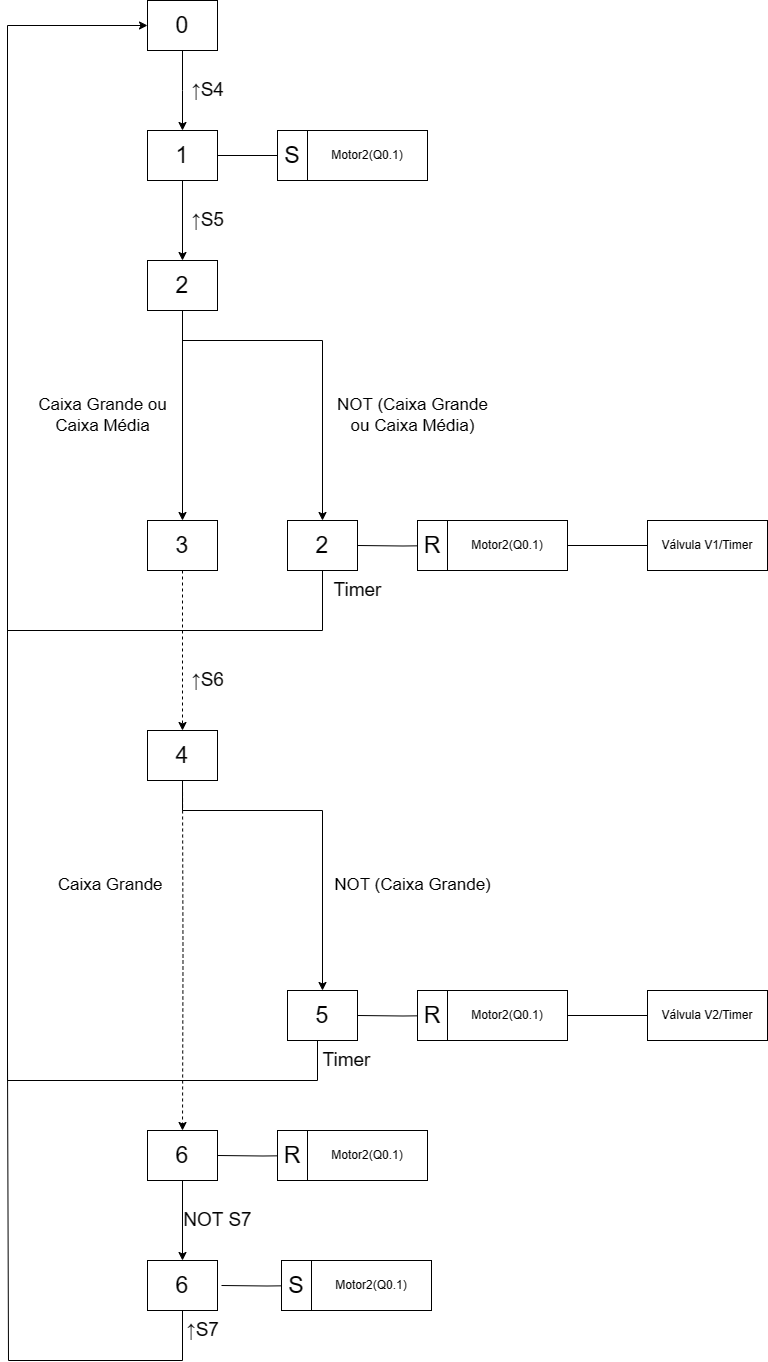 0
↑S4
1
S
Motor2(Q0.1)
↑S5
2
Caixa Grande ou
Caixa Média
NOT (Caixa Grande
ou Caixa Média)
3
2
R
Motor2(Q0.1)
Válvula V1/Timer
Timer
↑S6
4
Caixa Grande
NOT (Caixa Grande)
5
R
Motor2(Q0.1)
Válvula V2/Timer
Timer
6
R
Motor2(Q0.1)
NOT S7
6
S
Motor2(Q0.1)
↑S7